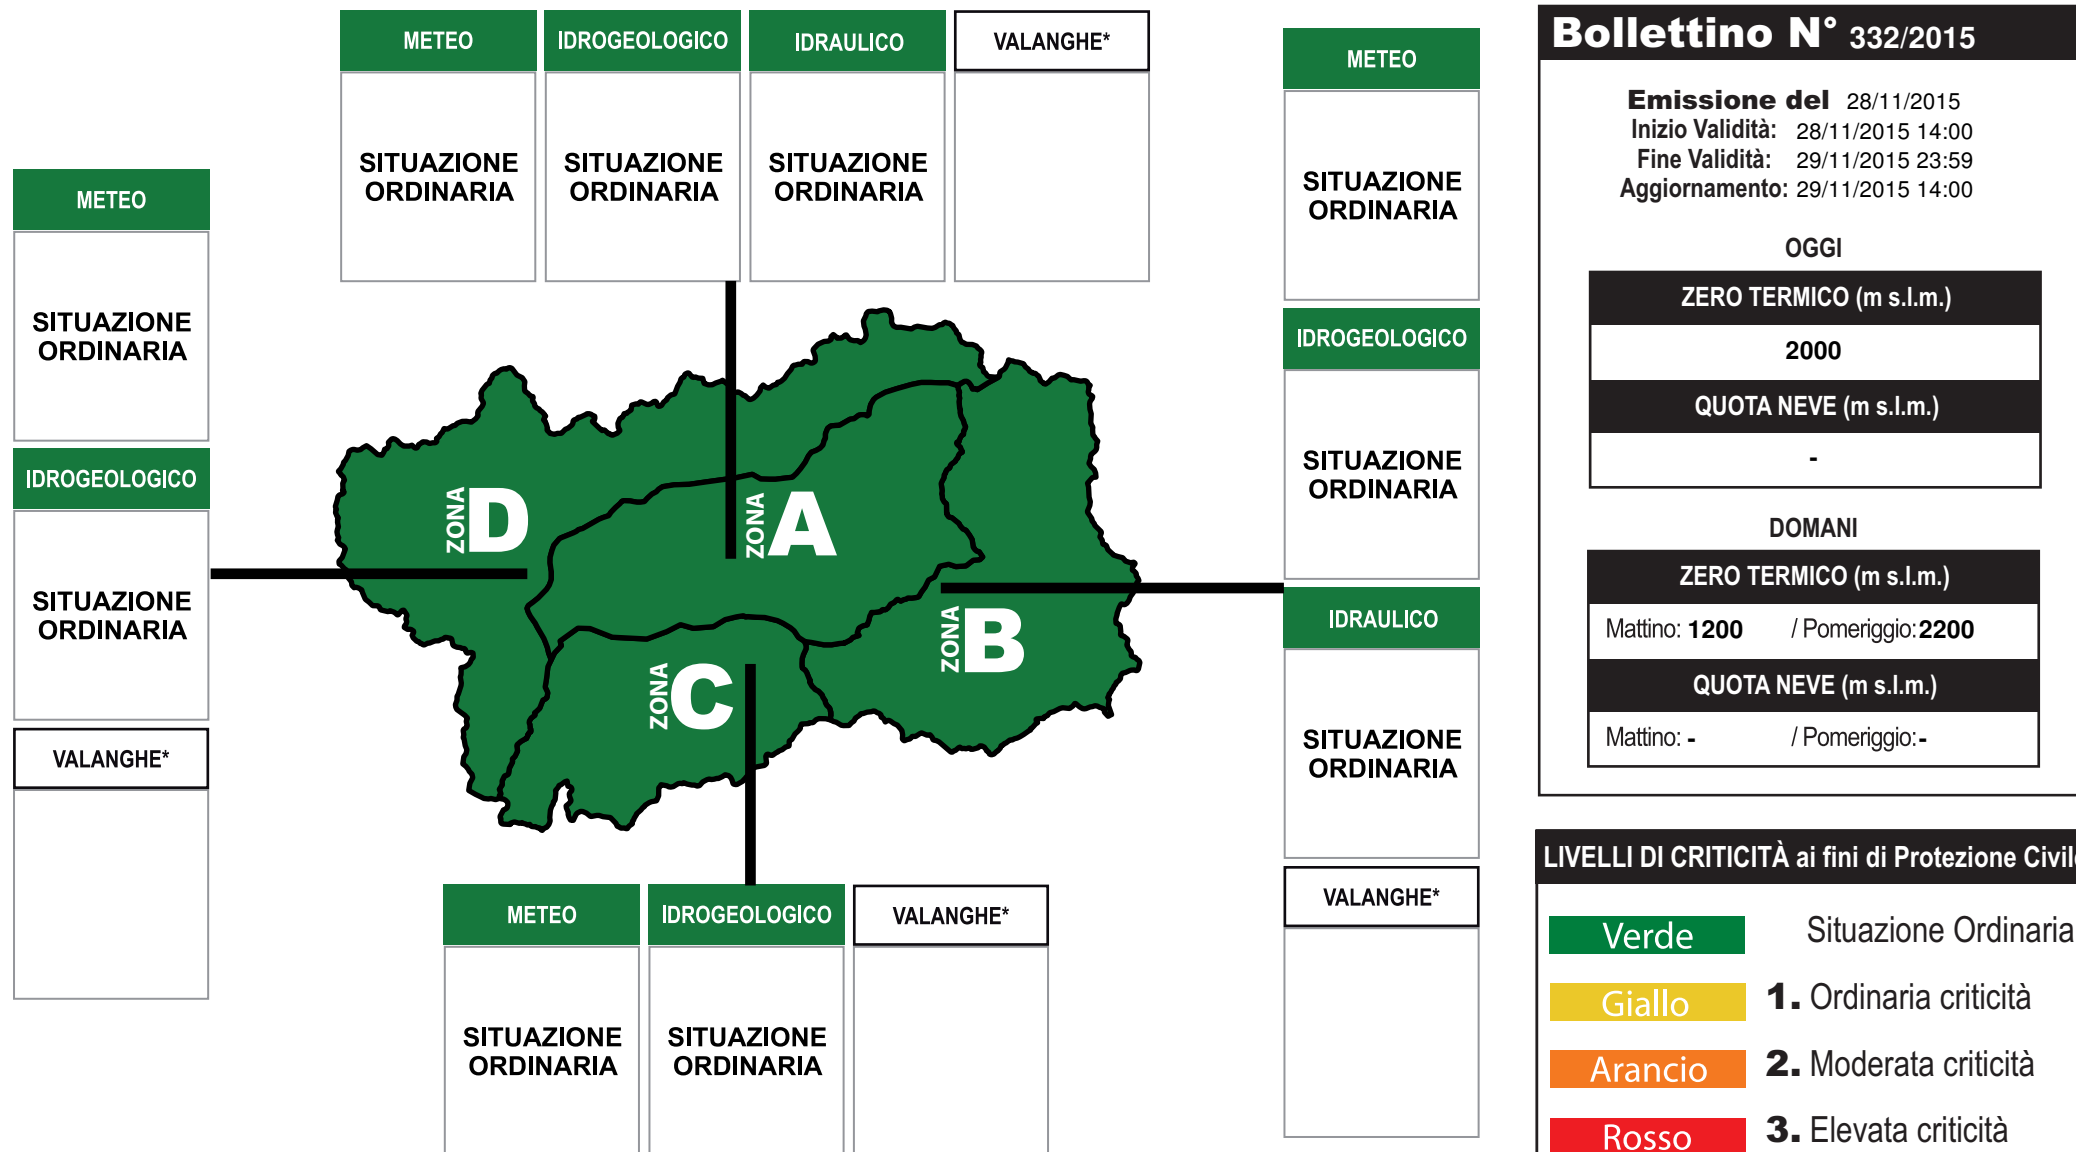 METEO
IDROGEOLOGICO
IDRAULICO
VALANGHE*
SITUAZIONE
ORDINARIA
SITUAZIONE
ORDINARIA
SITUAZIONE
ORDINARIA
METEO
SITUAZIONE
ORDINARIA
IDROGEOLOGICO
SITUAZIONE
ORDINARIA
VALANGHE*
ZONA D
ZONA A
ZONA C
ZONA B
METEO
SITUAZIONE
ORDINARIA
IDROGEOLOGICO
SITUAZIONE
ORDINARIA
IDRAULICO
SITUAZIONE
ORDINARIA
VALANGHE*
METEO
IDROGEOLOGICO
VALANGHE*
SITUAZIONE
ORDINARIA
SITUAZIONE
ORDINARIA
Bollettino N° 332/2015
Emissione del 28/11/2015
Inizio Validità: 28/11/2015 14:00
Fine Validità: 29/11/2015 23:59
Aggiornamento: 29/11/2015 14:00
OGGI
ZERO TERMICO (m s.l.m.)
2000
QUOTA NEVE (m s.l.m.)
-
DOMANI
ZERO TERMICO (m s.l.m.)
Mattino: 1200 / Pomeriggio: 2200
QUOTA NEVE (m s.l.m.)
Mattino: - / Pomeriggio: -
LIVELLI DI CRITICITÀ ai fini di Protezione Civile
Verde Situazione Ordinaria
Giallo 1. Ordinaria criticità
Arancio 2. Moderata criticità
Rosso 3. Elevata criticità